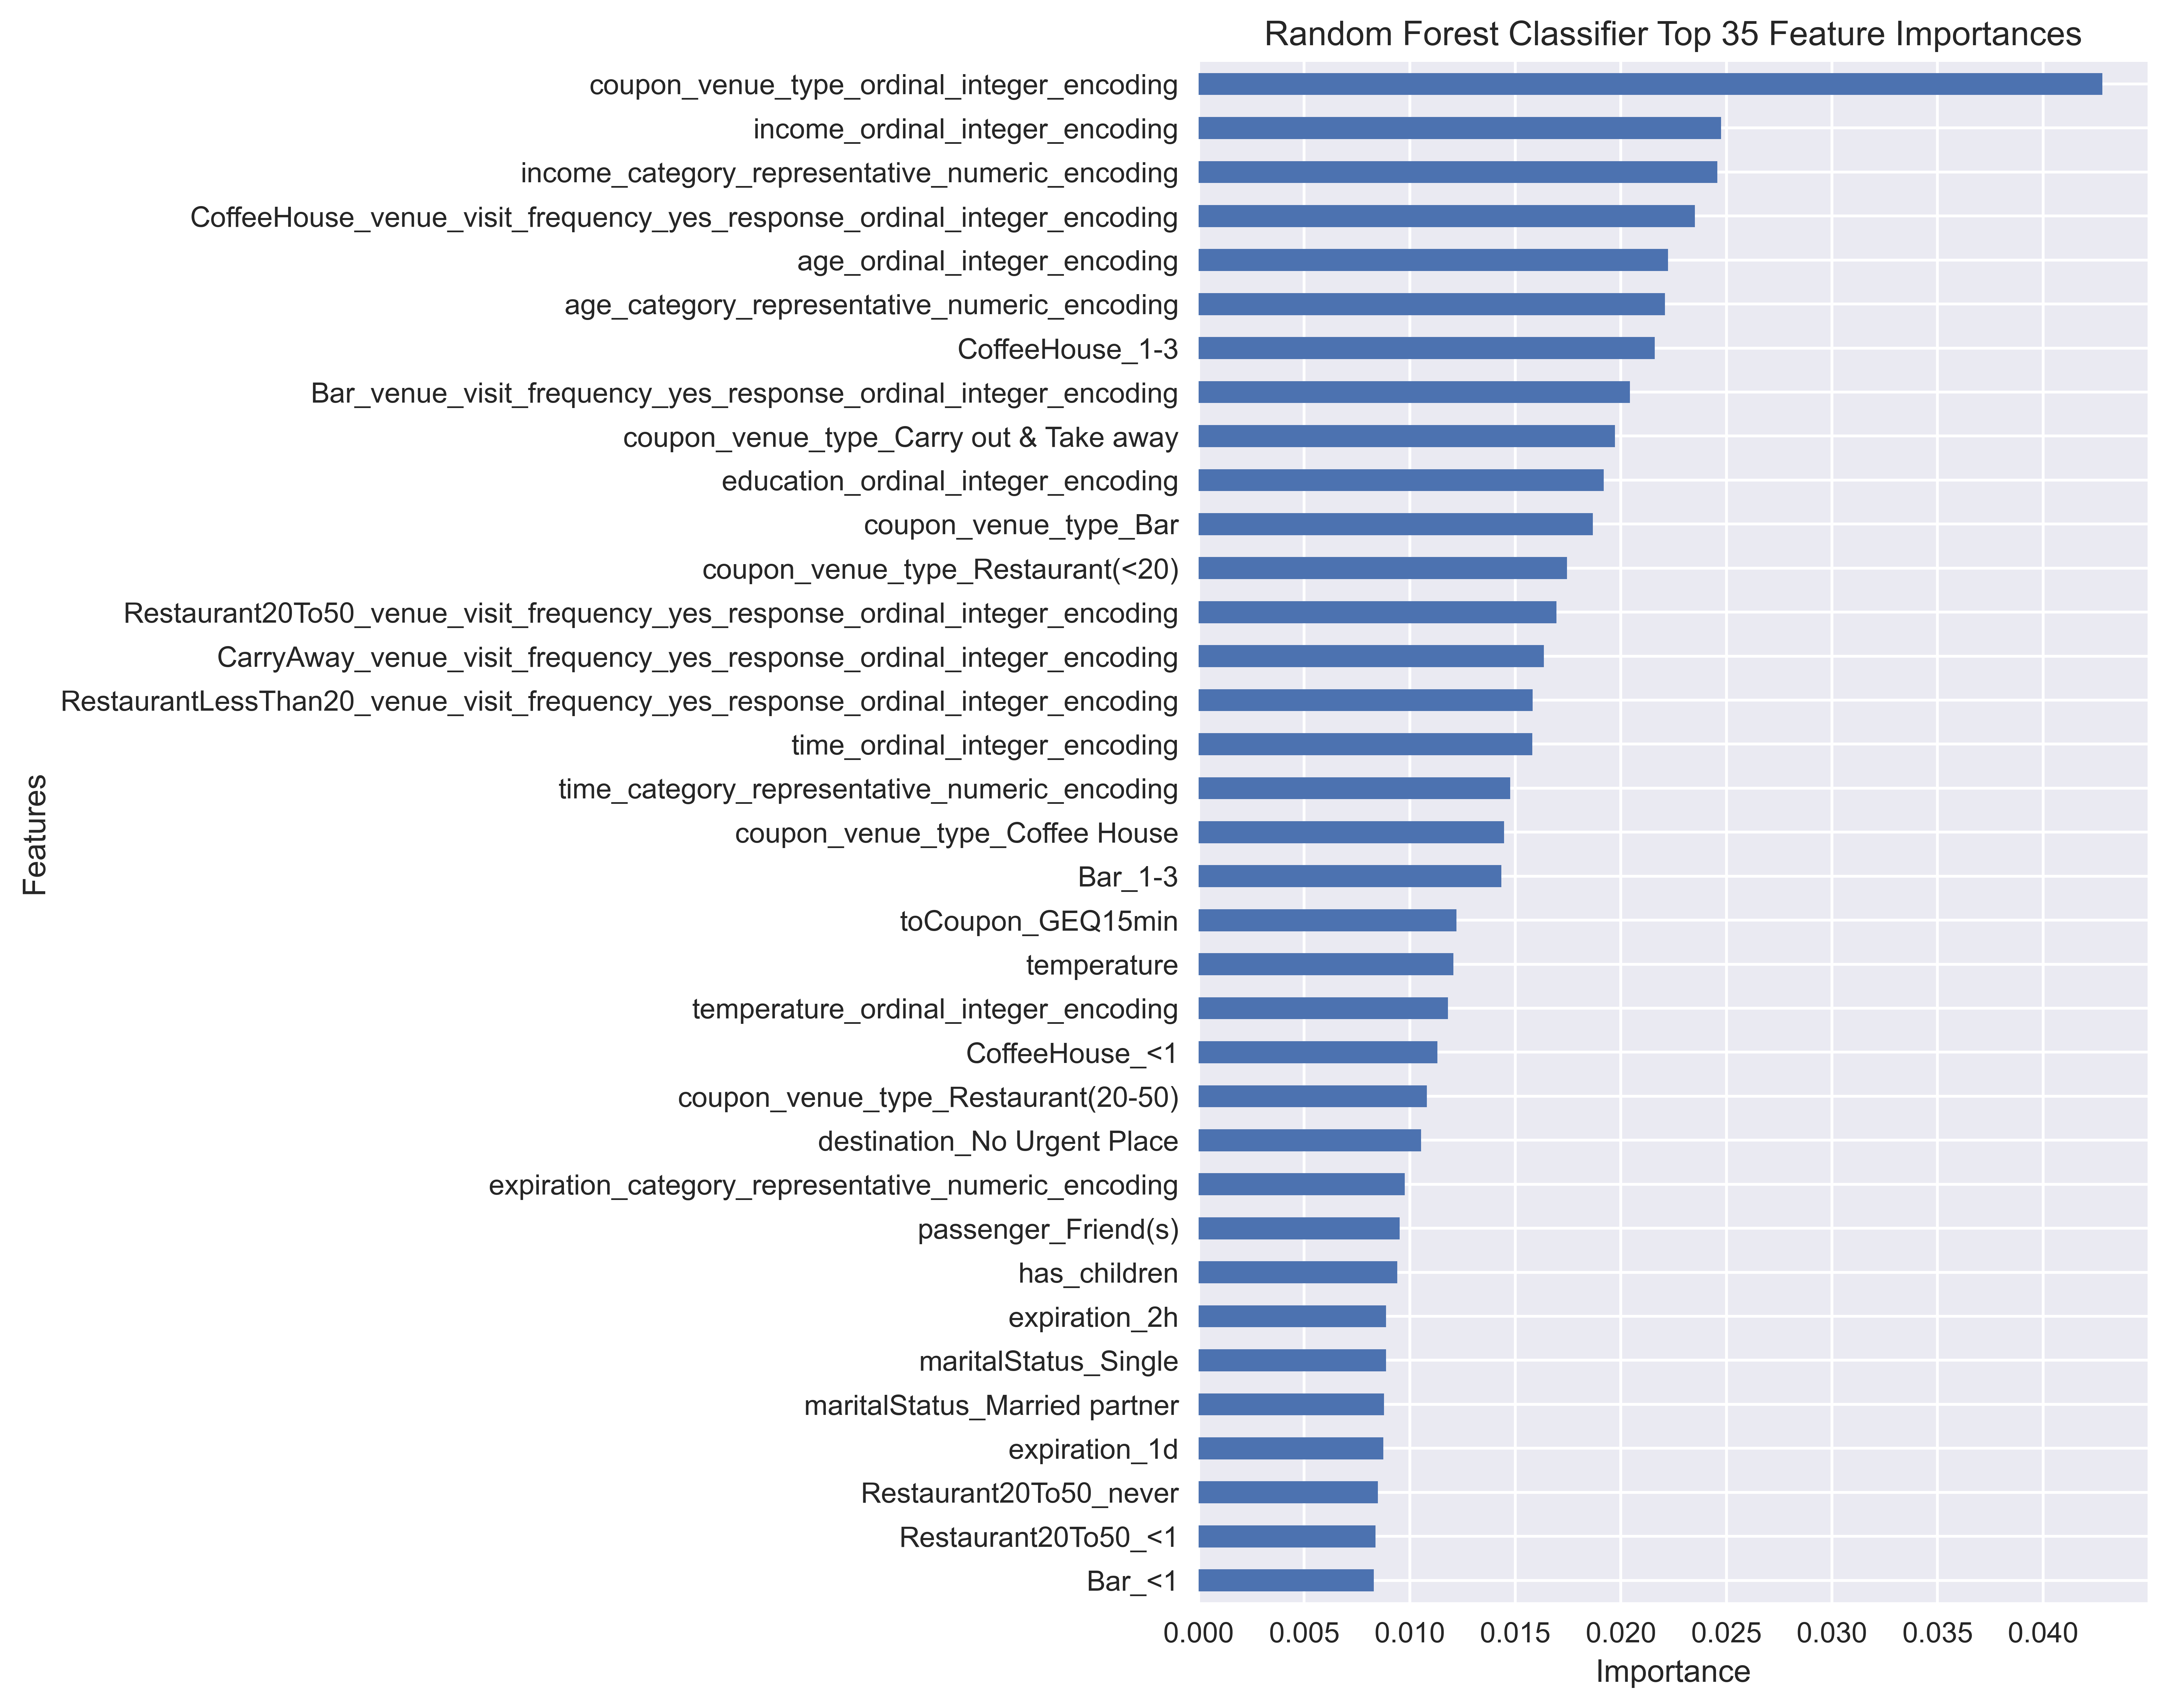 Random Forest Classifier Top 35 Feature Importances
coupon_venue_type_ordinal_integer_encoding
income_ordinal_integer_encoding
income_category_representative_numeric_encoding
CoffeeHouse_venue_visit_frequency_yes_response_ordinal_integer_encoding
age_ordinal_integer_encoding
age_category_representative_numeric_encoding
CoffeeHouse_1-3
Bar_venue_visit_frequency_yes_response_ordinal_integer_encoding
coupon_venue_type_Carry out & Take away
education_ordinal_integer_encoding
coupon_venue_type_Bar
coupon_venue_type_Restaurant(<20)
Restaurant20To50_venue_visit_frequency_yes_response_ordinal_integer_encoding
CarryAway_venue_visit_frequency_yes_response_ordinal_integer_encoding
RestaurantLessThan20_venue_visit_frequency_yes_response_ordinal_integer_encoding
time_ordinal_integer_encoding
time_category_representative_numeric_encoding
coupon_venue_type_Coffee House
Bar_1-3
toCoupon_GEQ15min
temperature
temperature_ordinal_integer_encoding
CoffeeHouse_<1
coupon_venue_type_Restaurant(20-50)
destination_No Urgent Place
expiration_category_representative_numeric_encoding
passenger_Friend(s)
has_children
expiration_2h
maritalStatus_Single
maritalStatus_Married partner
expiration_1d
Restaurant20To50_never
Restaurant20To50_<1
Bar_<1
Features
0.000 0.005 0.010 0.015 0.020 0.025 0.030 0.035 0.040
Importance